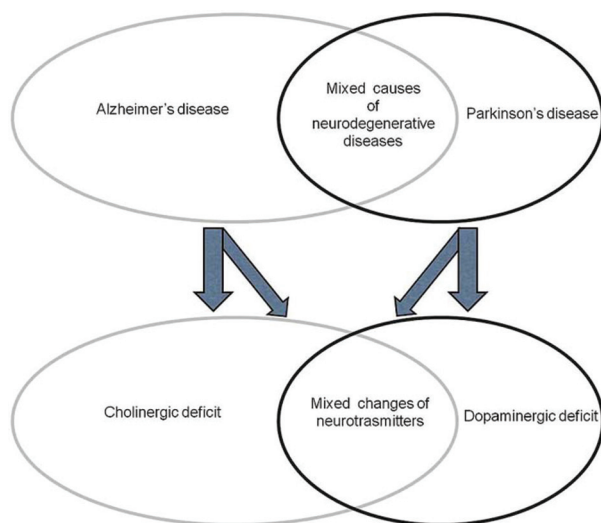 Alzheimer's disease
Mixed causes
of
neurodegenerative
diseases
Parkinson's disease
Cholinergic deficit
Mixed changes of
neurotrasmitters
Dopaminergic deficit